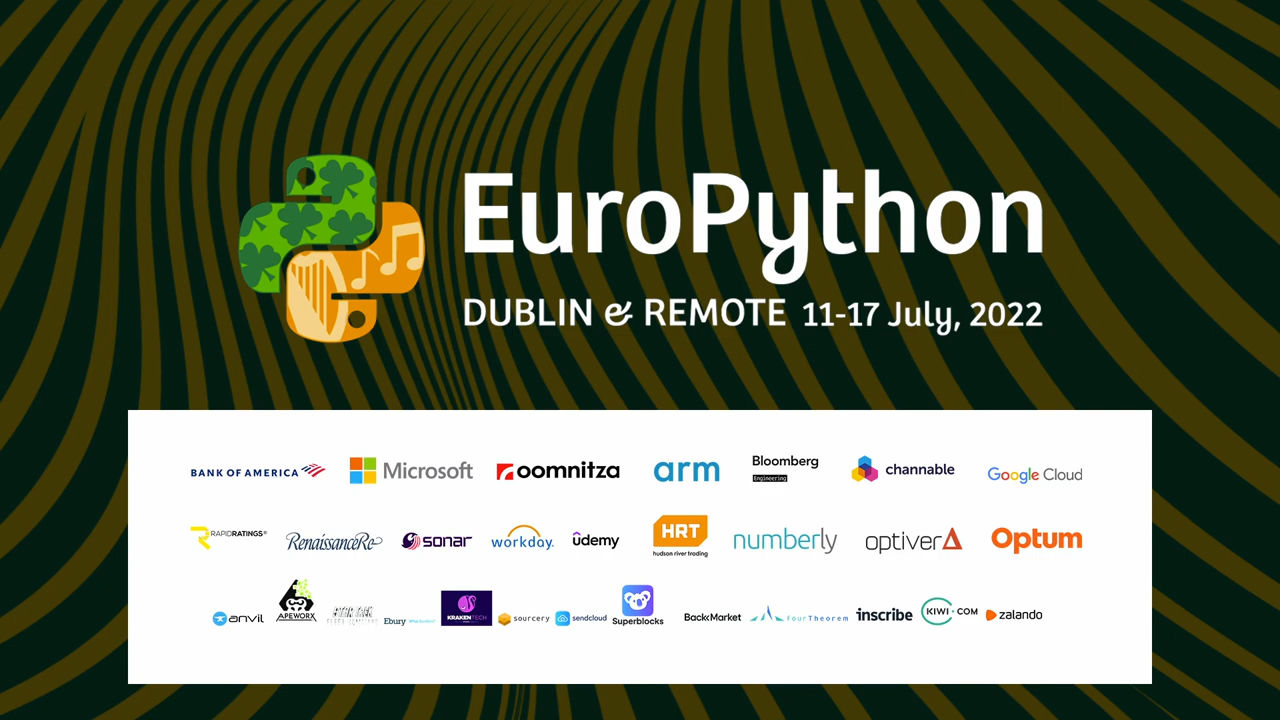 EuroPython
DUBLIN & REMOTE 11-17 July, 2022
BANK OF AMERICA Microsoft oomnitza arm Bloomberg Engineering channable Google Cloud
RAPIDRATINGS® RenaissanceRe sonar workday. ûdemy HRT hudson river trading numberly optiver Optum
anvil APEWORX Ebury KRAKENTECH sourcery sendcloud Superblocks BackMarket fourTheorem inscribe KIWI.COM zalando